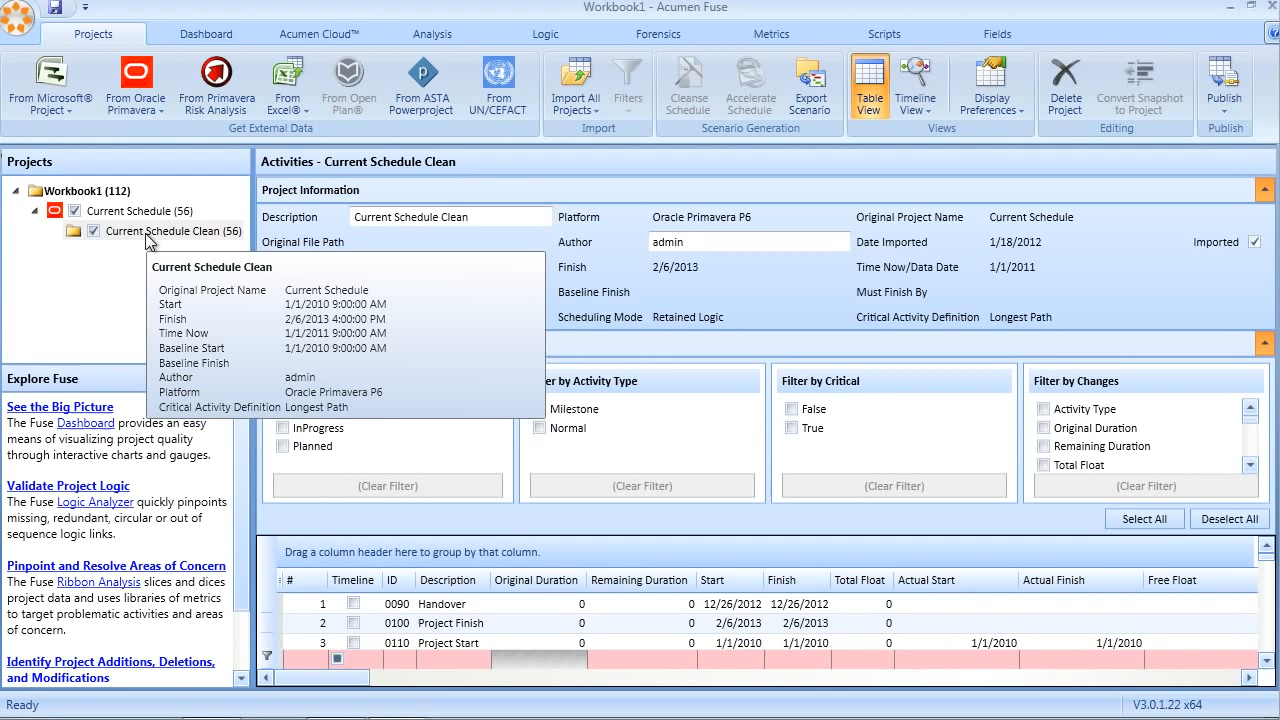 Workbook1 - Acumen Fuse
Projects Dashboard Acumen Cloud™ Analysis Logic Forensics Metrics Scripts Fields
From Microsoft® Project
From Oracle Primavera
From Primavera Risk Analysis
From Excel®
From Open Plan®
From ASTA Powerproject
From UN/CEFACT
Import All Projects
Filters
Cleanse Schedule
Accelerate Schedule
Export Scenario
Table View
Timeline View
Display Preferences
Delete Project
Convert Snapshot to Project
Publish
Get External Data Import Scenario Generation Views Editing Publish
Projects
Workbook1 (112)
Current Schedule (56)
Current Schedule Clean (56)
Activities - Current Schedule Clean
Project Information
Description Current Schedule Clean Platform Oracle Primavera P6 Original Project Name Current Schedule
Original File Path Author admin Date Imported 1/18/2012 Imported
Finish 2/6/2013 Time Now/Data Date 1/1/2011
Baseline Finish Must Finish By
Scheduling Mode Retained Logic Critical Activity Definition Longest Path
Current Schedule Clean
Original Project Name Current Schedule
Start 1/1/2010 9:00:00 AM
Finish 2/6/2013 4:00:00 PM
Time Now 1/1/2011 9:00:00 AM
Baseline Start 1/1/2010 9:00:00 AM
Baseline Finish
Author admin
Platform Oracle Primavera P6
Critical Activity Definition Longest Path
Explore Fuse
See the Big Picture
The Fuse Dashboard provides an easy
means of visualizing project quality
through interactive charts and gauges.
Validate Project Logic
The Fuse Logic Analyzer quickly pinpoints
missing, redundant, circular or out of
sequence logic links.
Pinpoint and Resolve Areas of Concern
The Fuse Ribbon Analysis slices and dices
project data and uses libraries of metrics
to target problematic activities and areas
of concern.
Identify Project Additions, Deletions,
and Modifications
InProgress
Planned
(Clear Filter)
by Activity Type
Milestone
Normal
(Clear Filter)
Filter by Critical
False
True
(Clear Filter)
Filter by Changes
Activity Type
Original Duration
Remaining Duration
Total Float
(Clear Filter)
Select All Deselect All
Drag a column header here to group by that column.
# Timeline ID Description Original Duration Remaining Duration Start Finish Total Float Actual Start Actual Finish Free Float
1 0090 Handover 0 0 12/26/2012 12/26/2012 0
2 0100 Project Finish 0 0 2/6/2013 2/6/2013 0
3 0110 Project Start 0 0 1/1/2010 1/1/2010 0 1/1/2010 1/1/2010
Ready V3.0.1.22 x64